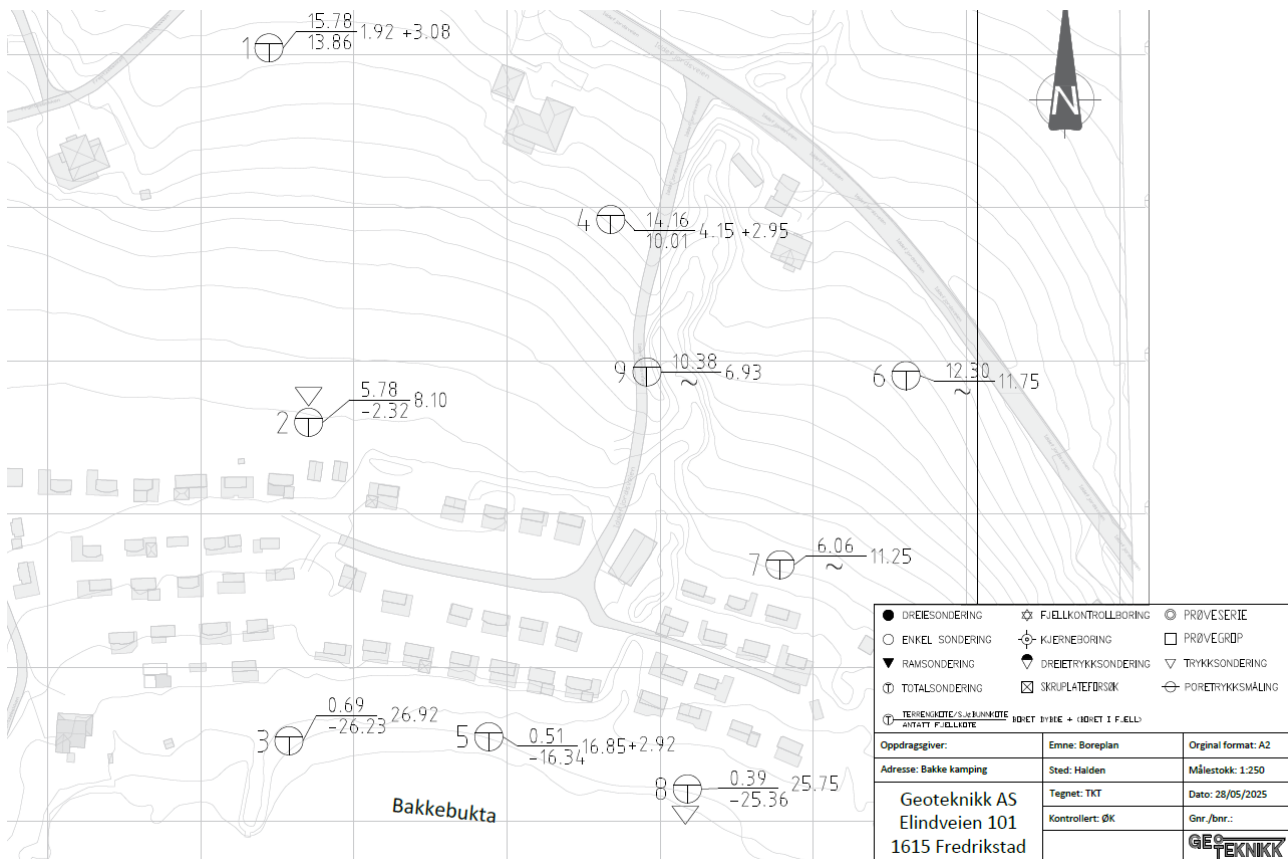 15.78
1 13.86 1.92 +3.08
N
4 14.16
10.01 4.15 +2.95
9 10.38 6.93
~
6 12.30 11.75
~
5.78
2 -2.32 8.10
6.06
7 ~ 11.25
0.69
3 -26.23 26.92
5 0.51
-16.34 16.85+2.92
8 0.39 25.75
-25.36
Bakkebukta
DREIESONDERING
FJELLKONTROLLBORING
PRØVESERIE
ENKEL SONDERING
KJERNEBORING
PRØVEGROP
RAMSONDERING
DREIETRYKKSONDERING
TRYKKSONDERING
TOTALSONDERING
SKRUPLATEFORSØK
PORETRYKKSMÅLING
ANTATT FJELLKOTE
Oppdragsgiver:
Emne: Boreplan
Orginal format: A2
Adresse: Bakke kamping
Sted: Halden
Målestokk: 1:250
Geoteknikk AS
Elindveien 101
1615 Fredrikstad
Tegnet: TKT
Dato: 28/05/2025
Kontrollert: ØK
Gnr./bnr.:
GEOTEKNIKK